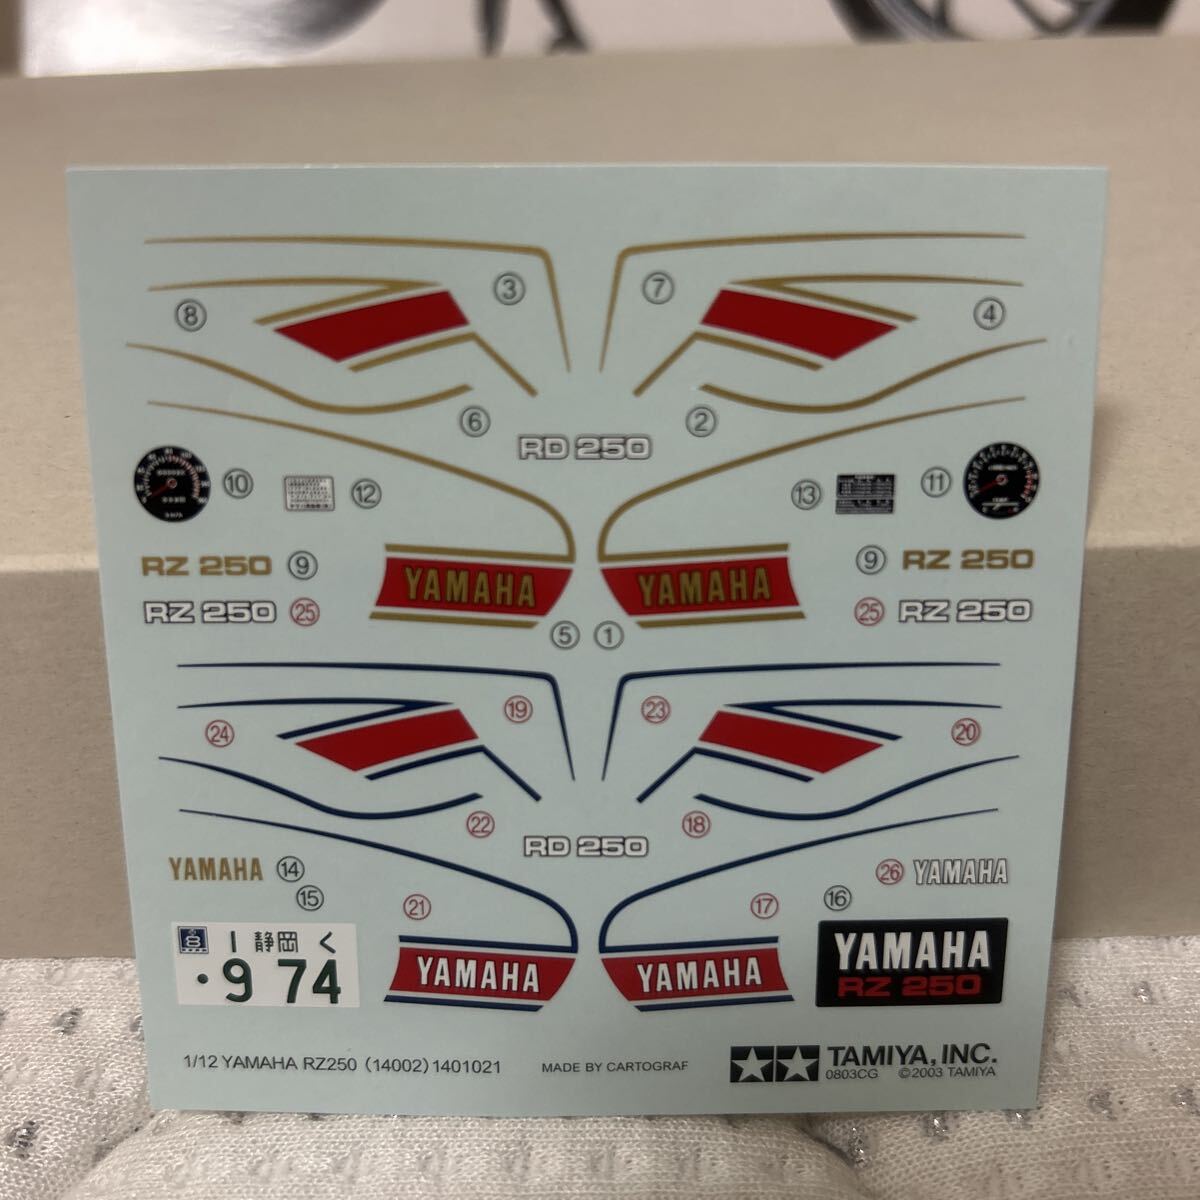 ③ ⑦
⑧ ④
⑥ ②
RD 250
⑩ ⑫ ⑬ ⑪
RZ 250 ⑨ YAMAHA YAMAHA ⑨ RZ 250
RZ 250 ㉕ ㉕ RZ 250
⑤ ①
⑲ ㉓
㉔ ⑳
㉒ ⑱
RD 250
YAMAHA ⑭ ㉖ YAMAHA
⑮ ㉑ ⑰ ⑯
8 1 静岡 く
・9 74
YAMAHA YAMAHA
YAMAHA
RZ 250
1/12 YAMAHA RZ250 (14002) 1401021
MADE BY CARTOGRAF
TAMIYA, INC.
0803CG ©2003 TAMIYA